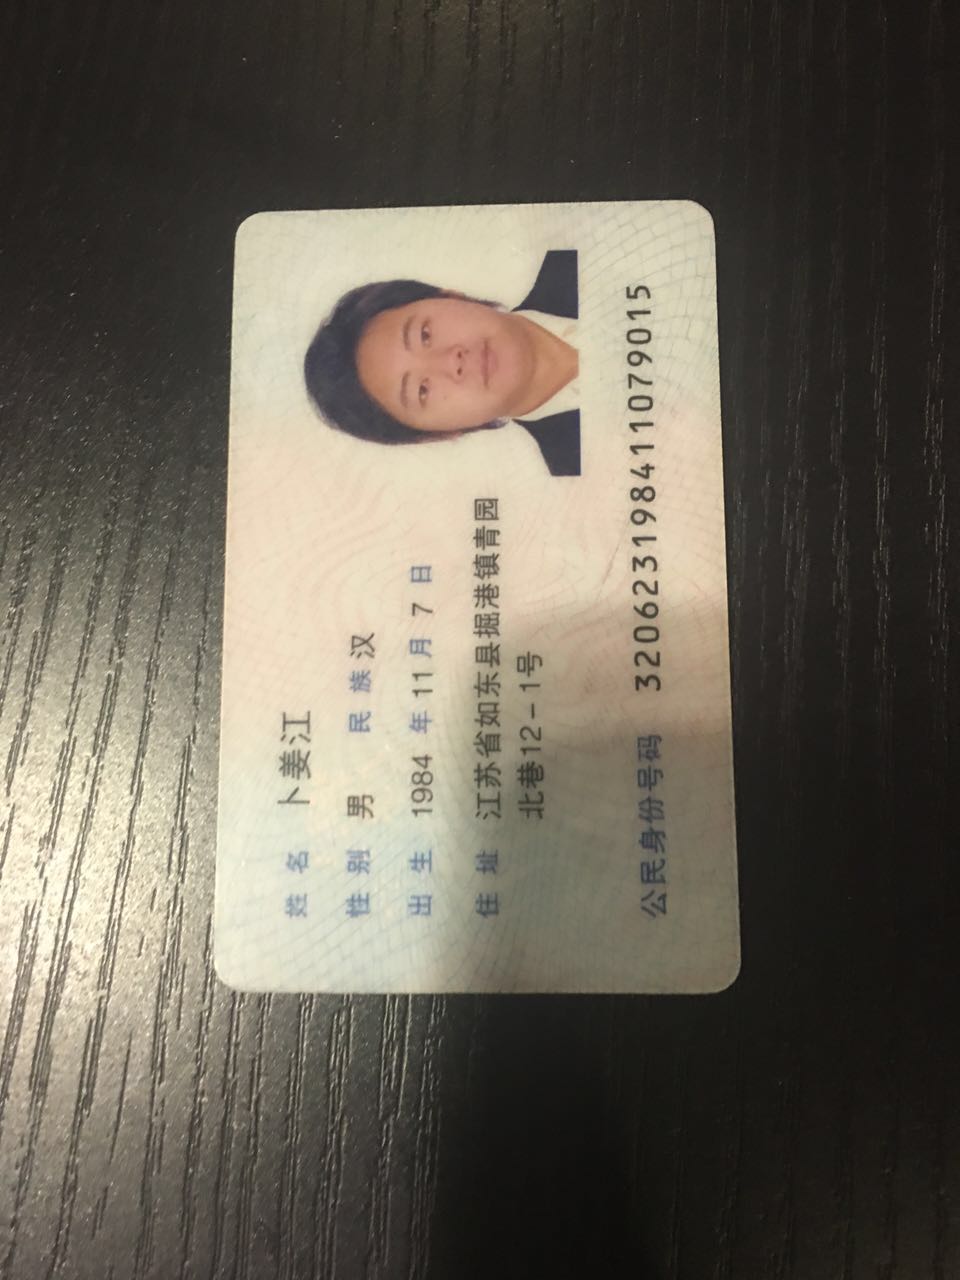 姓名 卜姜江
性别 男 民族 汉
出生 1984 年 11 月 7 日
住址 江苏省如东县掘港镇青园
北巷12-1号
公民身份号码 320623198411079015